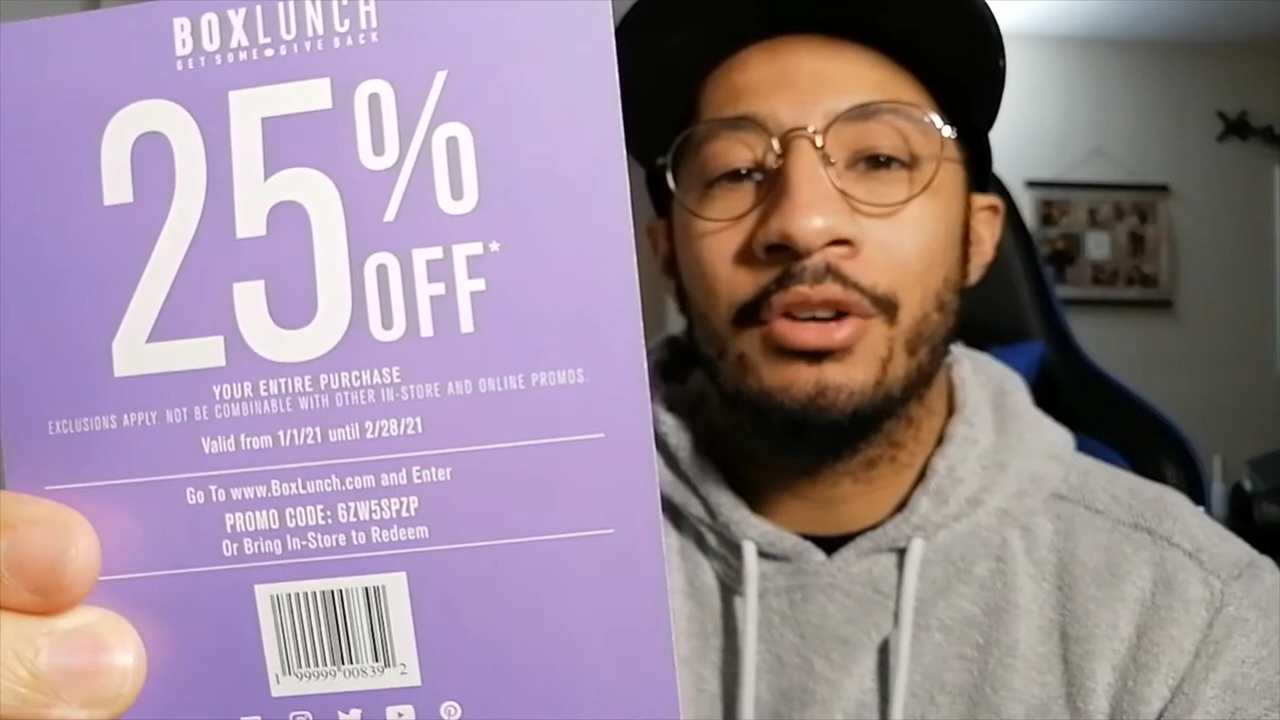 BOXLUNCH
GET SOME GIVE BACK
25%
OFF*
YOUR ENTIRE PURCHASE
EXCLUSIONS APPLY. NOT BE COMBINABLE WITH OTHER IN-STORE AND ONLINE PROMOS.
Valid from 1/1/21 until 2/28/21
Go To www.BoxLunch.com and Enter
PROMO CODE: 6ZW5SPZP
Or Bring In-Store to Redeem
1 99999 00839 2